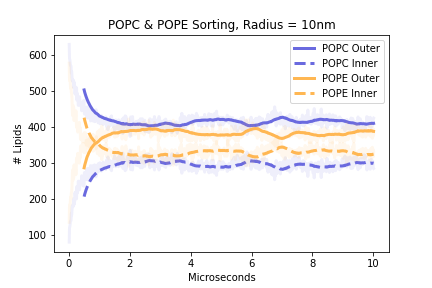 POPC & POPE Sorting, Radius = 10nm
600
500
400
300
200
100
# Lipids
POPC Outer
POPC Inner
POPE Outer
POPE Inner
0
2
4
6
8
10
Microseconds